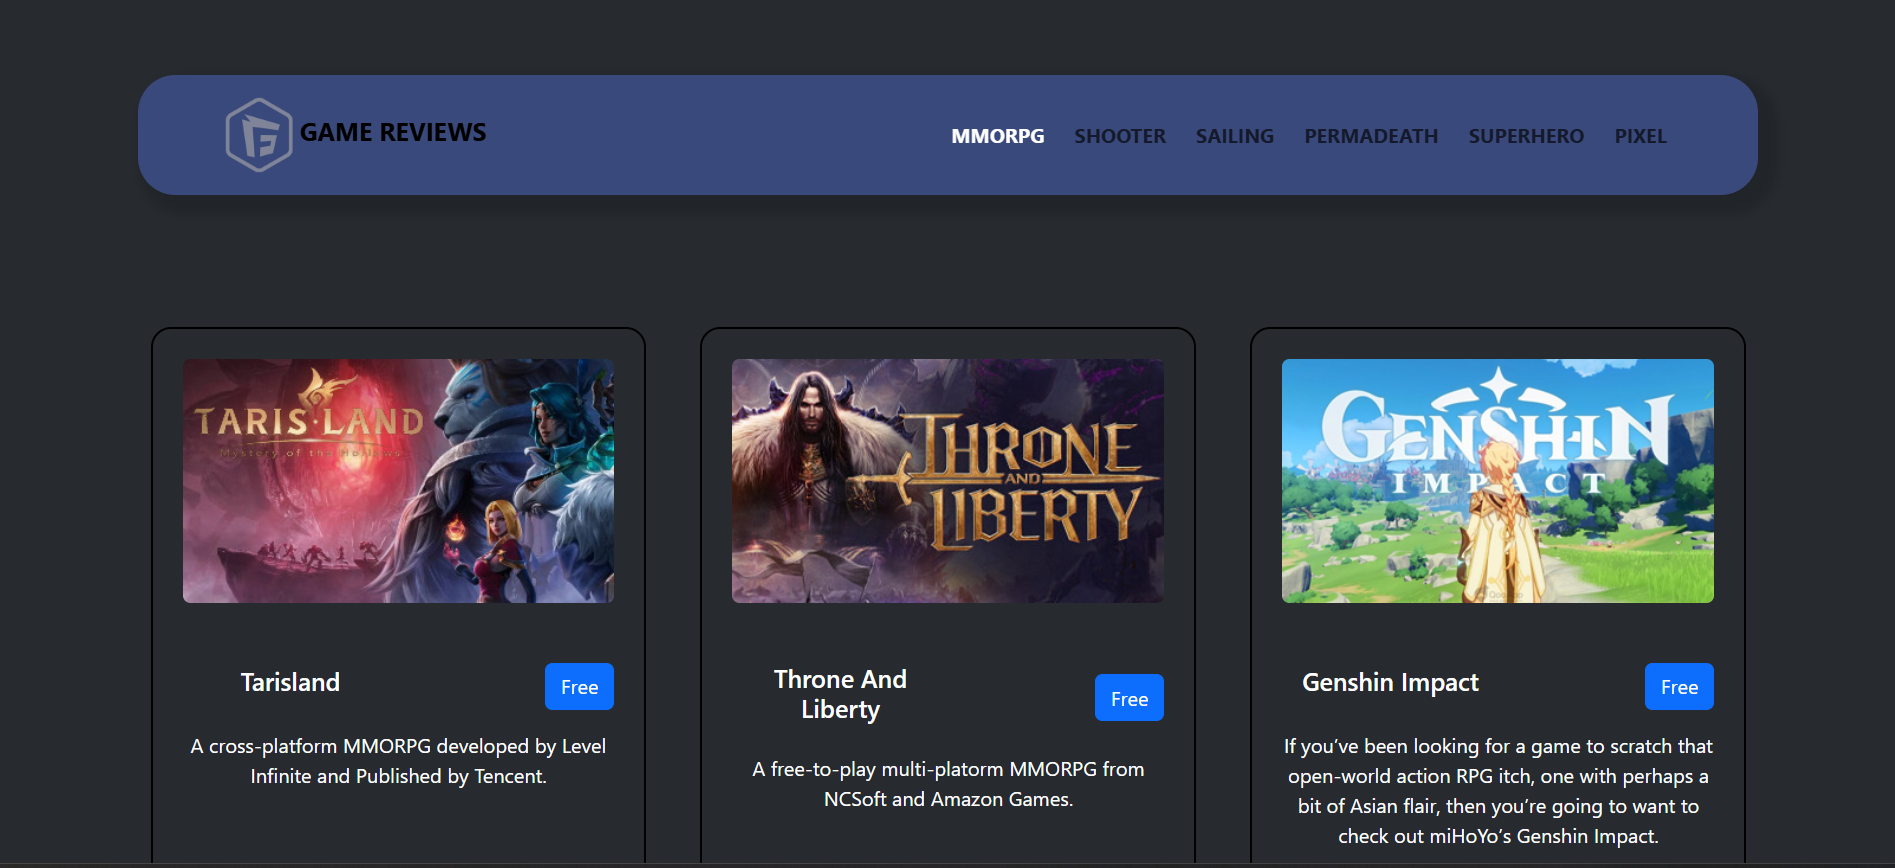 GAME REVIEWS
MMORPG SHOOTER SAILING PERMADEATH SUPERHERO PIXEL
TARIS·LAND
Mystery of the Hollows
THRONE
AND
LIBERTY
GENSHIN
IMPACT
Tarisland
Free
A cross-platform MMORPG developed by Level
Infinite and Published by Tencent.
Throne And
Liberty
Free
A free-to-play multi-platorm MMORPG from
NCSoft and Amazon Games.
Genshin Impact
Free
If you’ve been looking for a game to scratch that
open-world action RPG itch, one with perhaps a
bit of Asian flair, then you’re going to want to
check out miHoYo’s Genshin Impact.